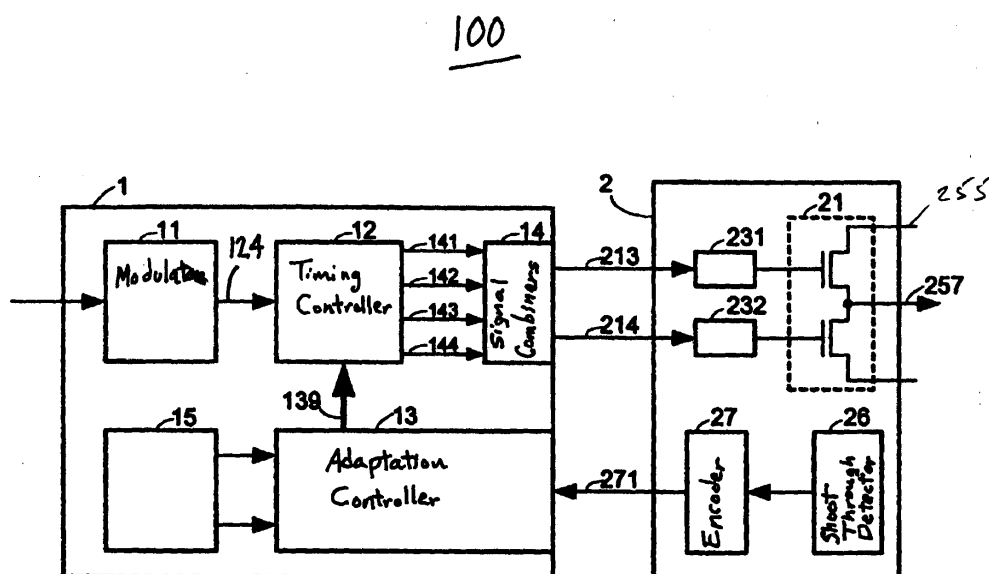 100
1
2
255
11
12
14
21
Modulator
124
Timing
Controller
141
142
143
144
Signal
Combiners
213
214
231
232
257
139
15
13
Adaptation
Controller
271
27
Encoder
26
Shoot
Through
Detector